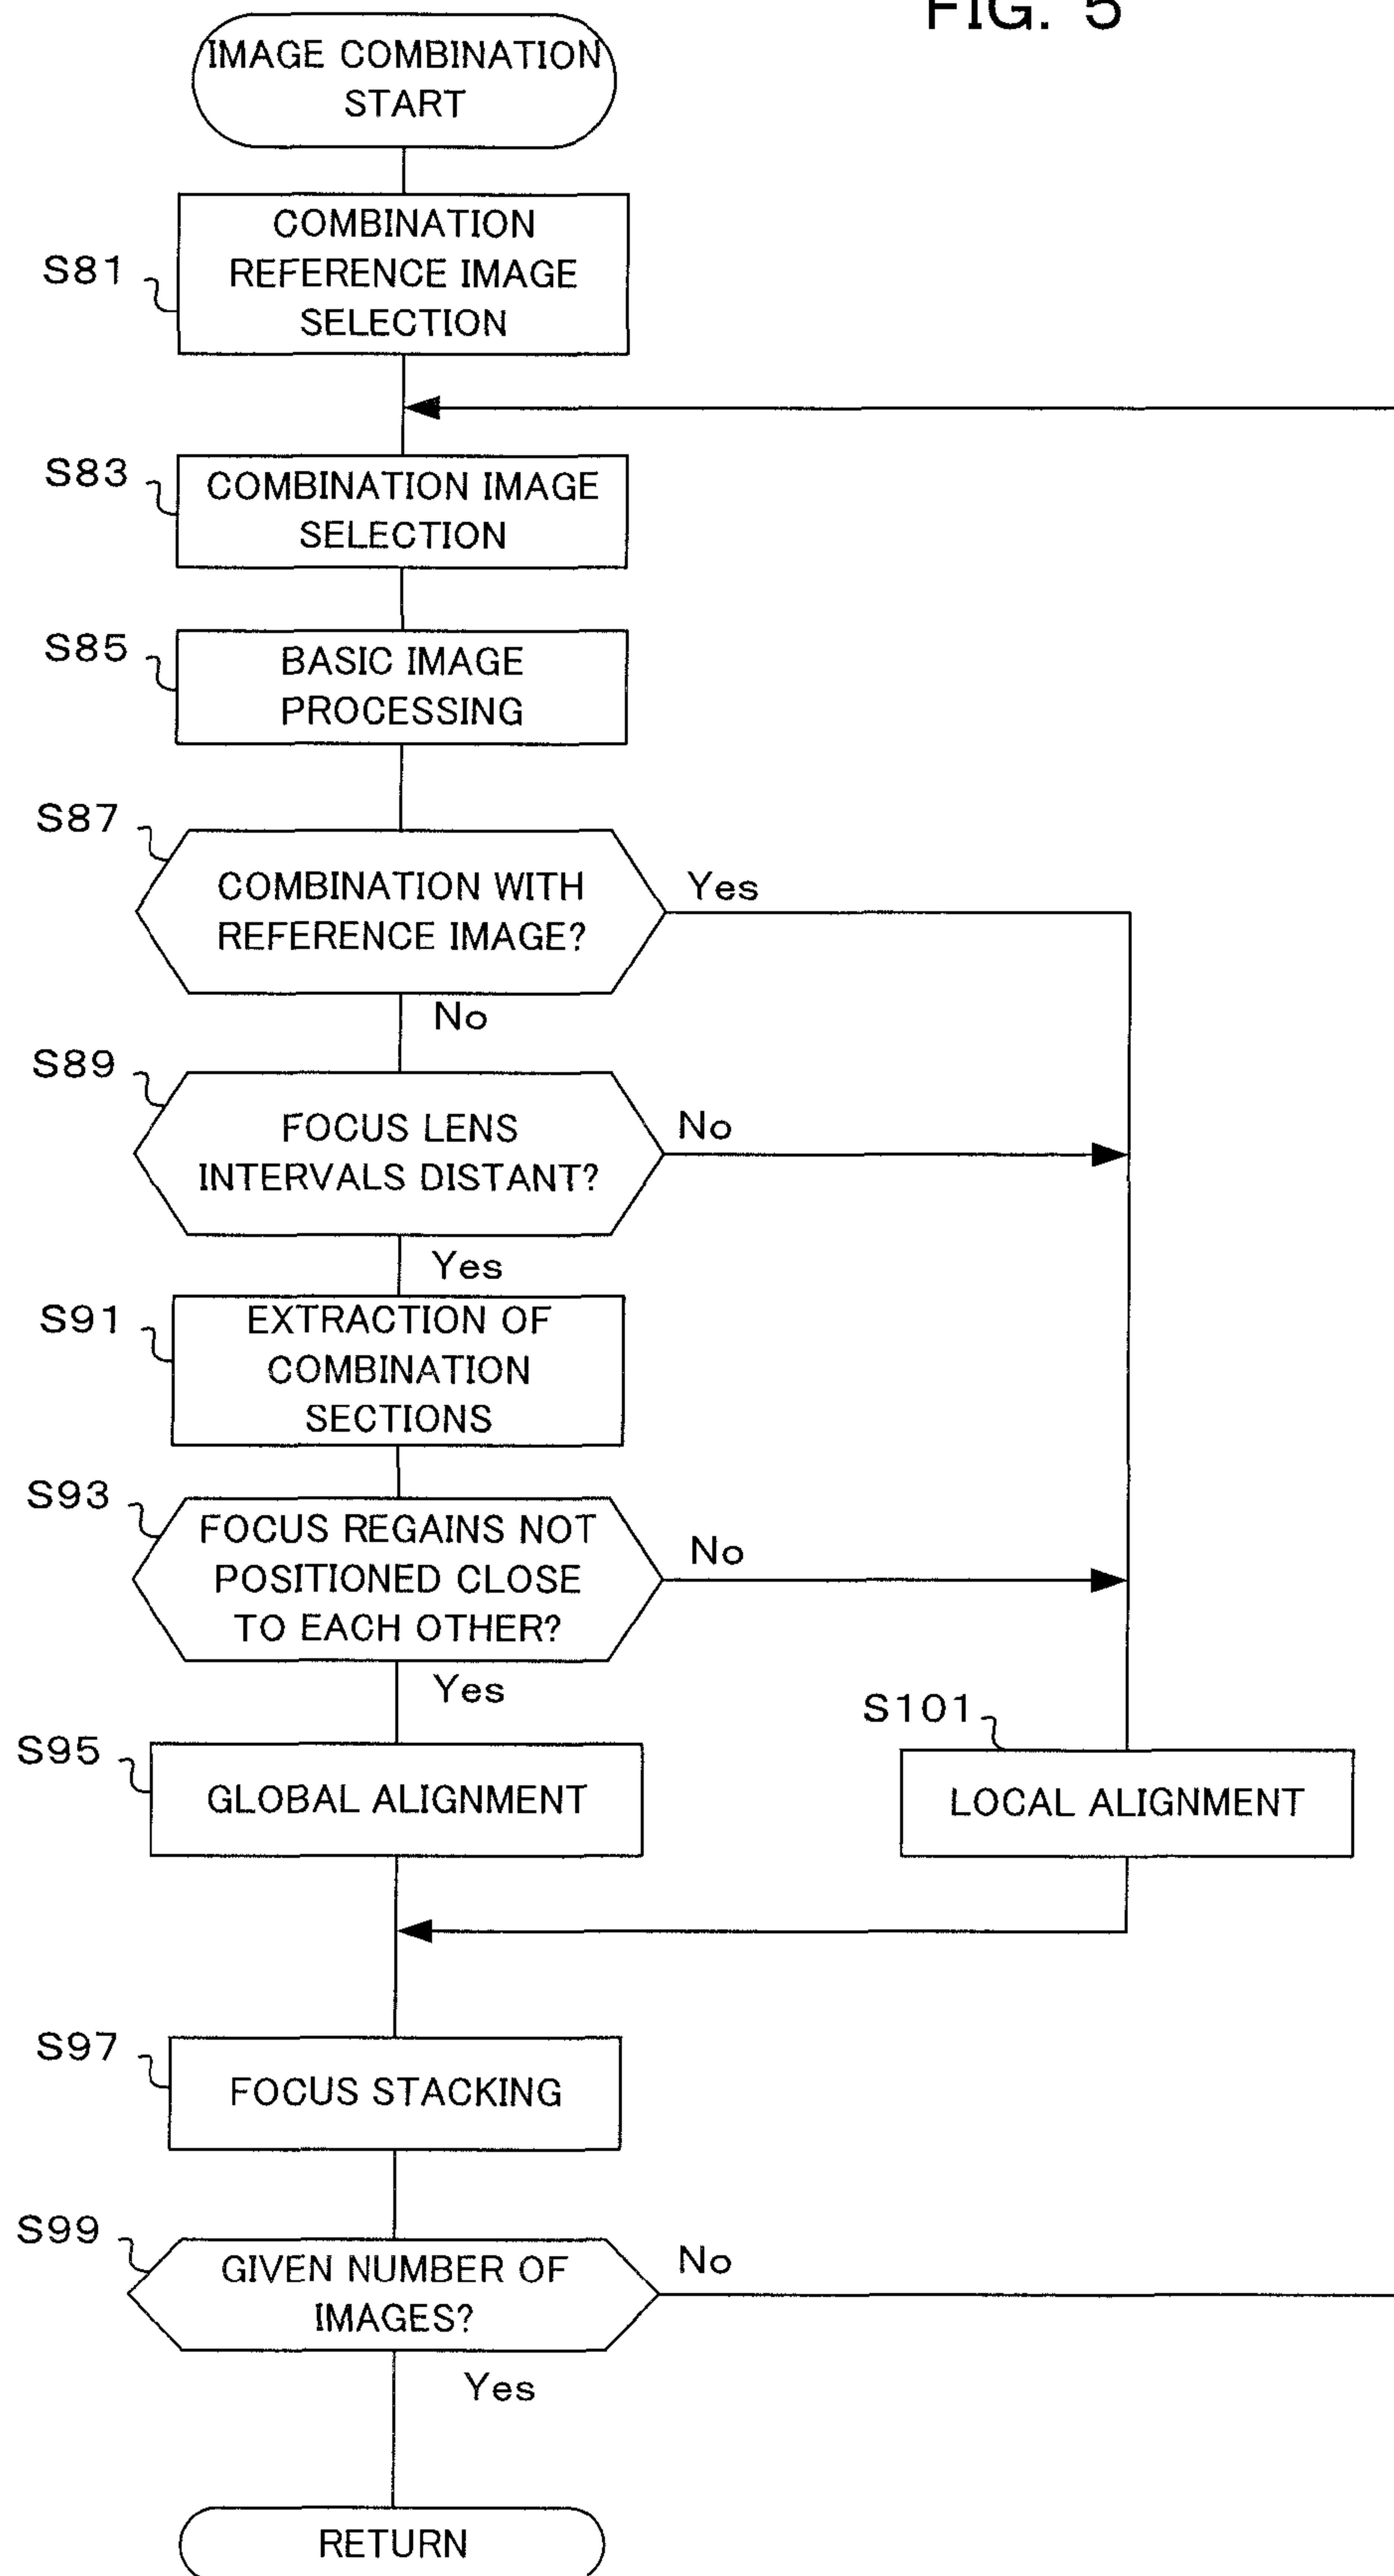 FIG. 5
IMAGE COMBINATION
START
S81
COMBINATION
REFERENCE IMAGE
SELECTION
S83
COMBINATION IMAGE
SELECTION
S85
BASIC IMAGE
PROCESSING
S87
COMBINATION WITH
REFERENCE IMAGE?
Yes
No
S89
FOCUS LENS
INTERVALS DISTANT?
No
Yes
S91
EXTRACTION OF
COMBINATION
SECTIONS
S93
FOCUS REGAINS NOT
POSITIONED CLOSE
TO EACH OTHER?
No
Yes
S95
GLOBAL ALIGNMENT
S101
LOCAL ALIGNMENT
S97
FOCUS STACKING
S99
GIVEN NUMBER OF
IMAGES?
No
Yes
RETURN